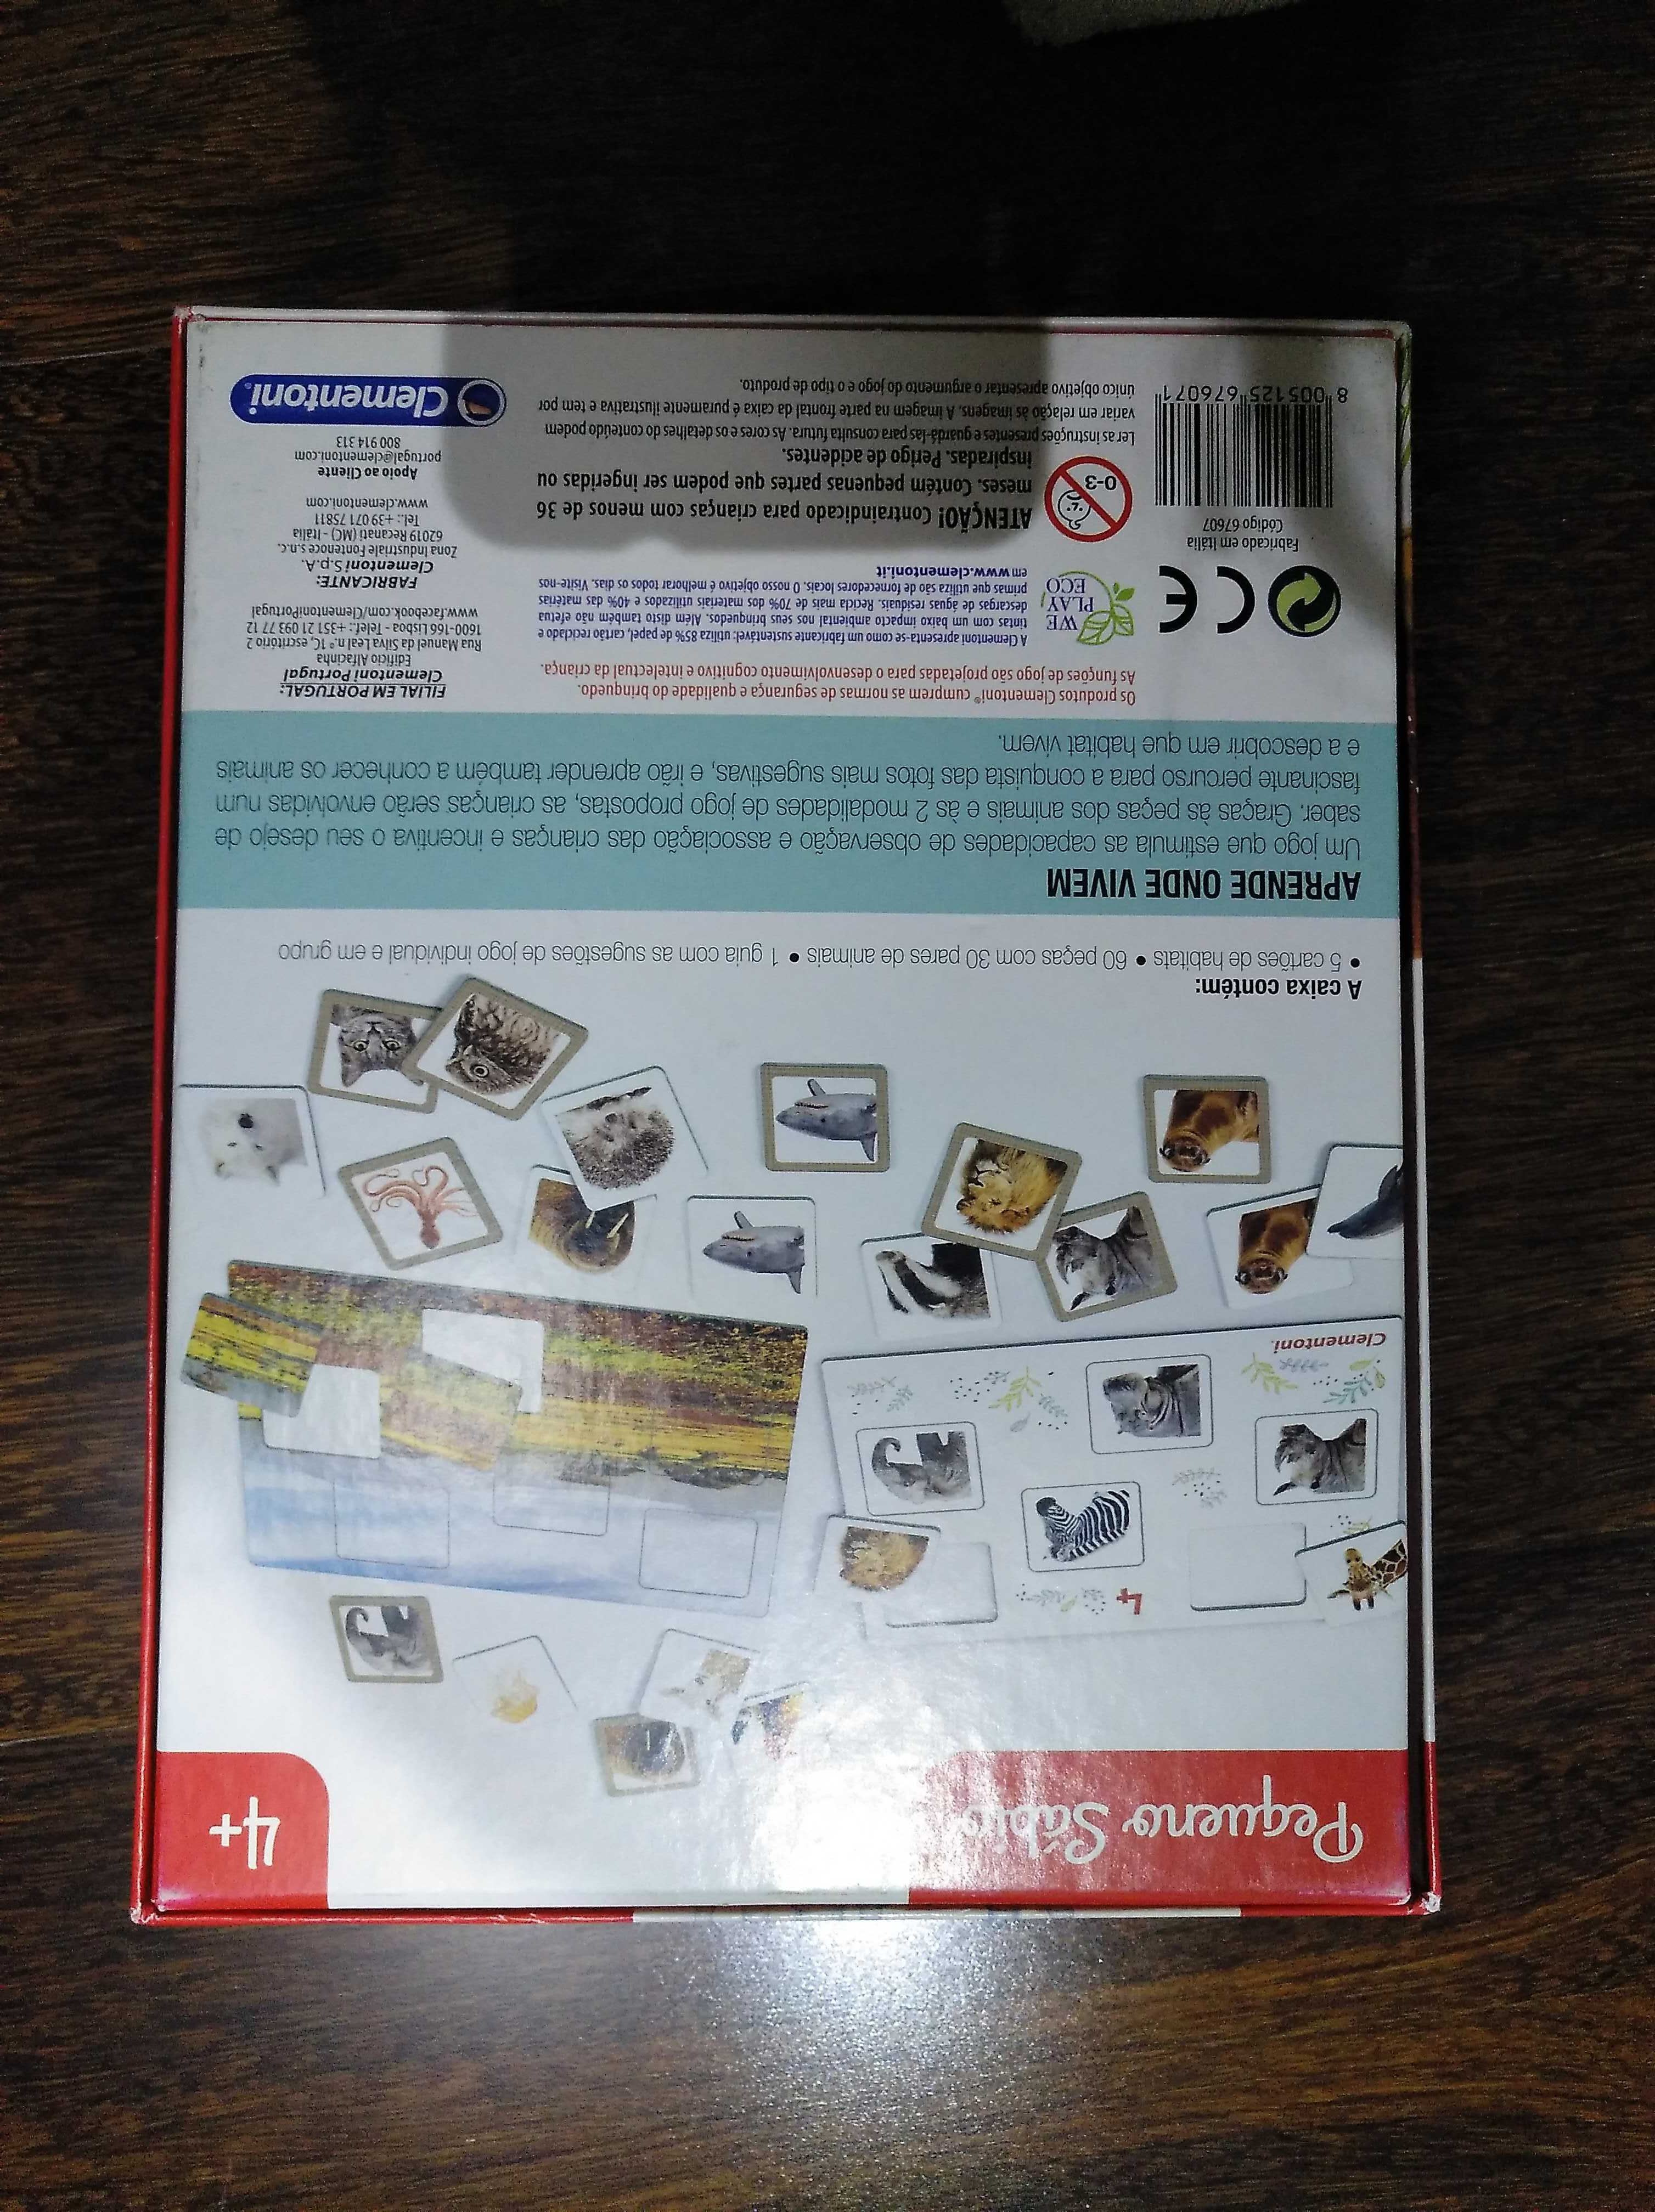 Pequeno Sábio
4+
4
Clementoni.
A caixa contém:
• 5 cartões de habitats • 60 peças com 30 pares de animais • 1 guia com as sugestões de jogo individual e em grupo
APRENDE ONDE VIVEM
Um jogo que estimula as capacidades de observação e associação das crianças e incentiva o seu desejo de
saber. Graças às peças dos animais e às 2 modalidades de jogo propostas, as crianças serão envolvidas num
fascinante percurso para a conquista das fotos mais sugestivas, e irão aprender também a conhecer os animais
e a descobrir em que habitat vivem.
Os produtos Clementoni® cumprem as normas de segurança e qualidade do brinquedo.
As funções de jogo são projetadas para o desenvolvimento cognitivo e intelectual da criança.
WE
PLAY
ECO
A Clementoni apresenta-se como um fabricante sustentável: utiliza 85% de papel, cartão reciclado e
tintas com um baixo impacto ambiental nos seus brinquedos. Além disto também não efetua
descargas de águas residuais. Recicla mais de 70% dos materiais utilizados e 40% das matérias
primas que utiliza são de fornecedores locais. O nosso objetivo é melhorar todos os dias. Visite-nos
em www.clementoni.it
CE
Fabricado em Itália
Código 67607
8 005125 676071
0-3
ATENÇÃO! Contraindicado para crianças com menos de 36
meses. Contém pequenas partes que podem ser ingeridas ou
inspiradas. Perigo de acidentes.
Ler as instruções presentes e guardá-las para consulta futura. As cores e os detalhes do conteúdo podem
variar em relação às imagens. A imagem na parte frontal da caixa é puramente ilustrativa e tem por
único objetivo apresentar o argumento do jogo e o tipo de produto.
FILIAL EM PORTUGAL:
Clementoni Portugal
Edifício Alfacinha
Rua Manuel da Silva Leal n.º 1C, escritório 2
1600-166 Lisboa - Telef.: +351 21 093 77 12
www.facebook.com/ClementoniPortugal
FABRICANTE:
Clementoni S.p.A.
Zona Industriale Fontenoce s.n.c.
62019 Recanati (MC) - Itália
Tel.: +39 071 75811
www.clementoni.com
Apoio ao Cliente
portugal@clementoni.com
800 914 313
Clementoni®